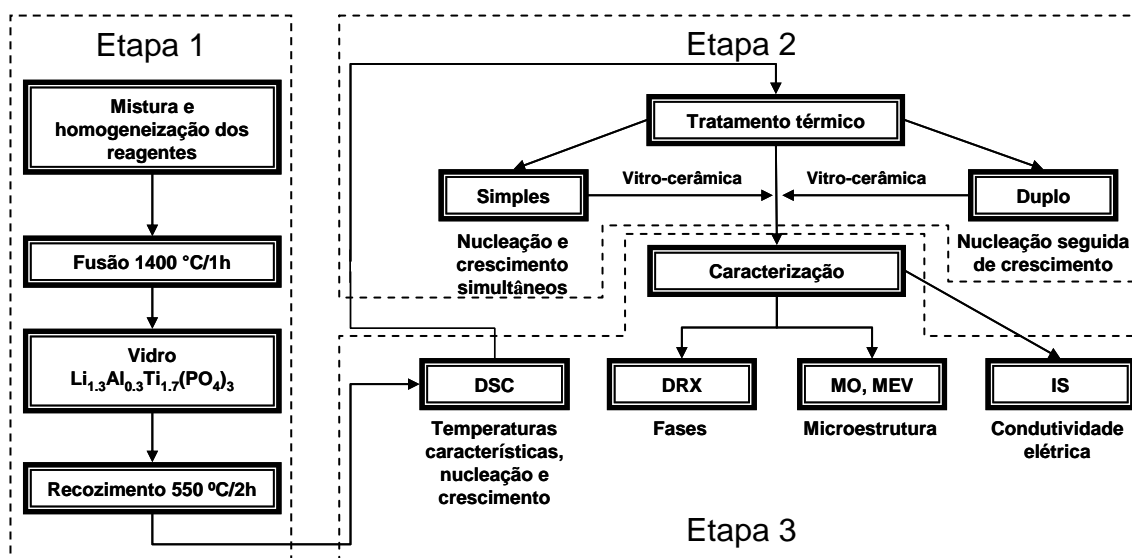 Etapa 1
Mistura e
homogeneização dos
reagentes
Fusão 1400 °C/1h
Vidro
Li1.3Al0.3Ti1.7(PO4)3
Recozimento 550 ºC/2h
Etapa 2
Tratamento térmico
Simples
Vitro-cerâmica
Vitro-cerâmica
Duplo
Nucleação e
crescimento
simultâneos
Nucleação seguida
de crescimento
Caracterização
DSC
DRX
MO, MEV
IS
Temperaturas
características,
nucleação e
crescimento
Fases
Microestrutura
Condutividade
elétrica
Etapa 3